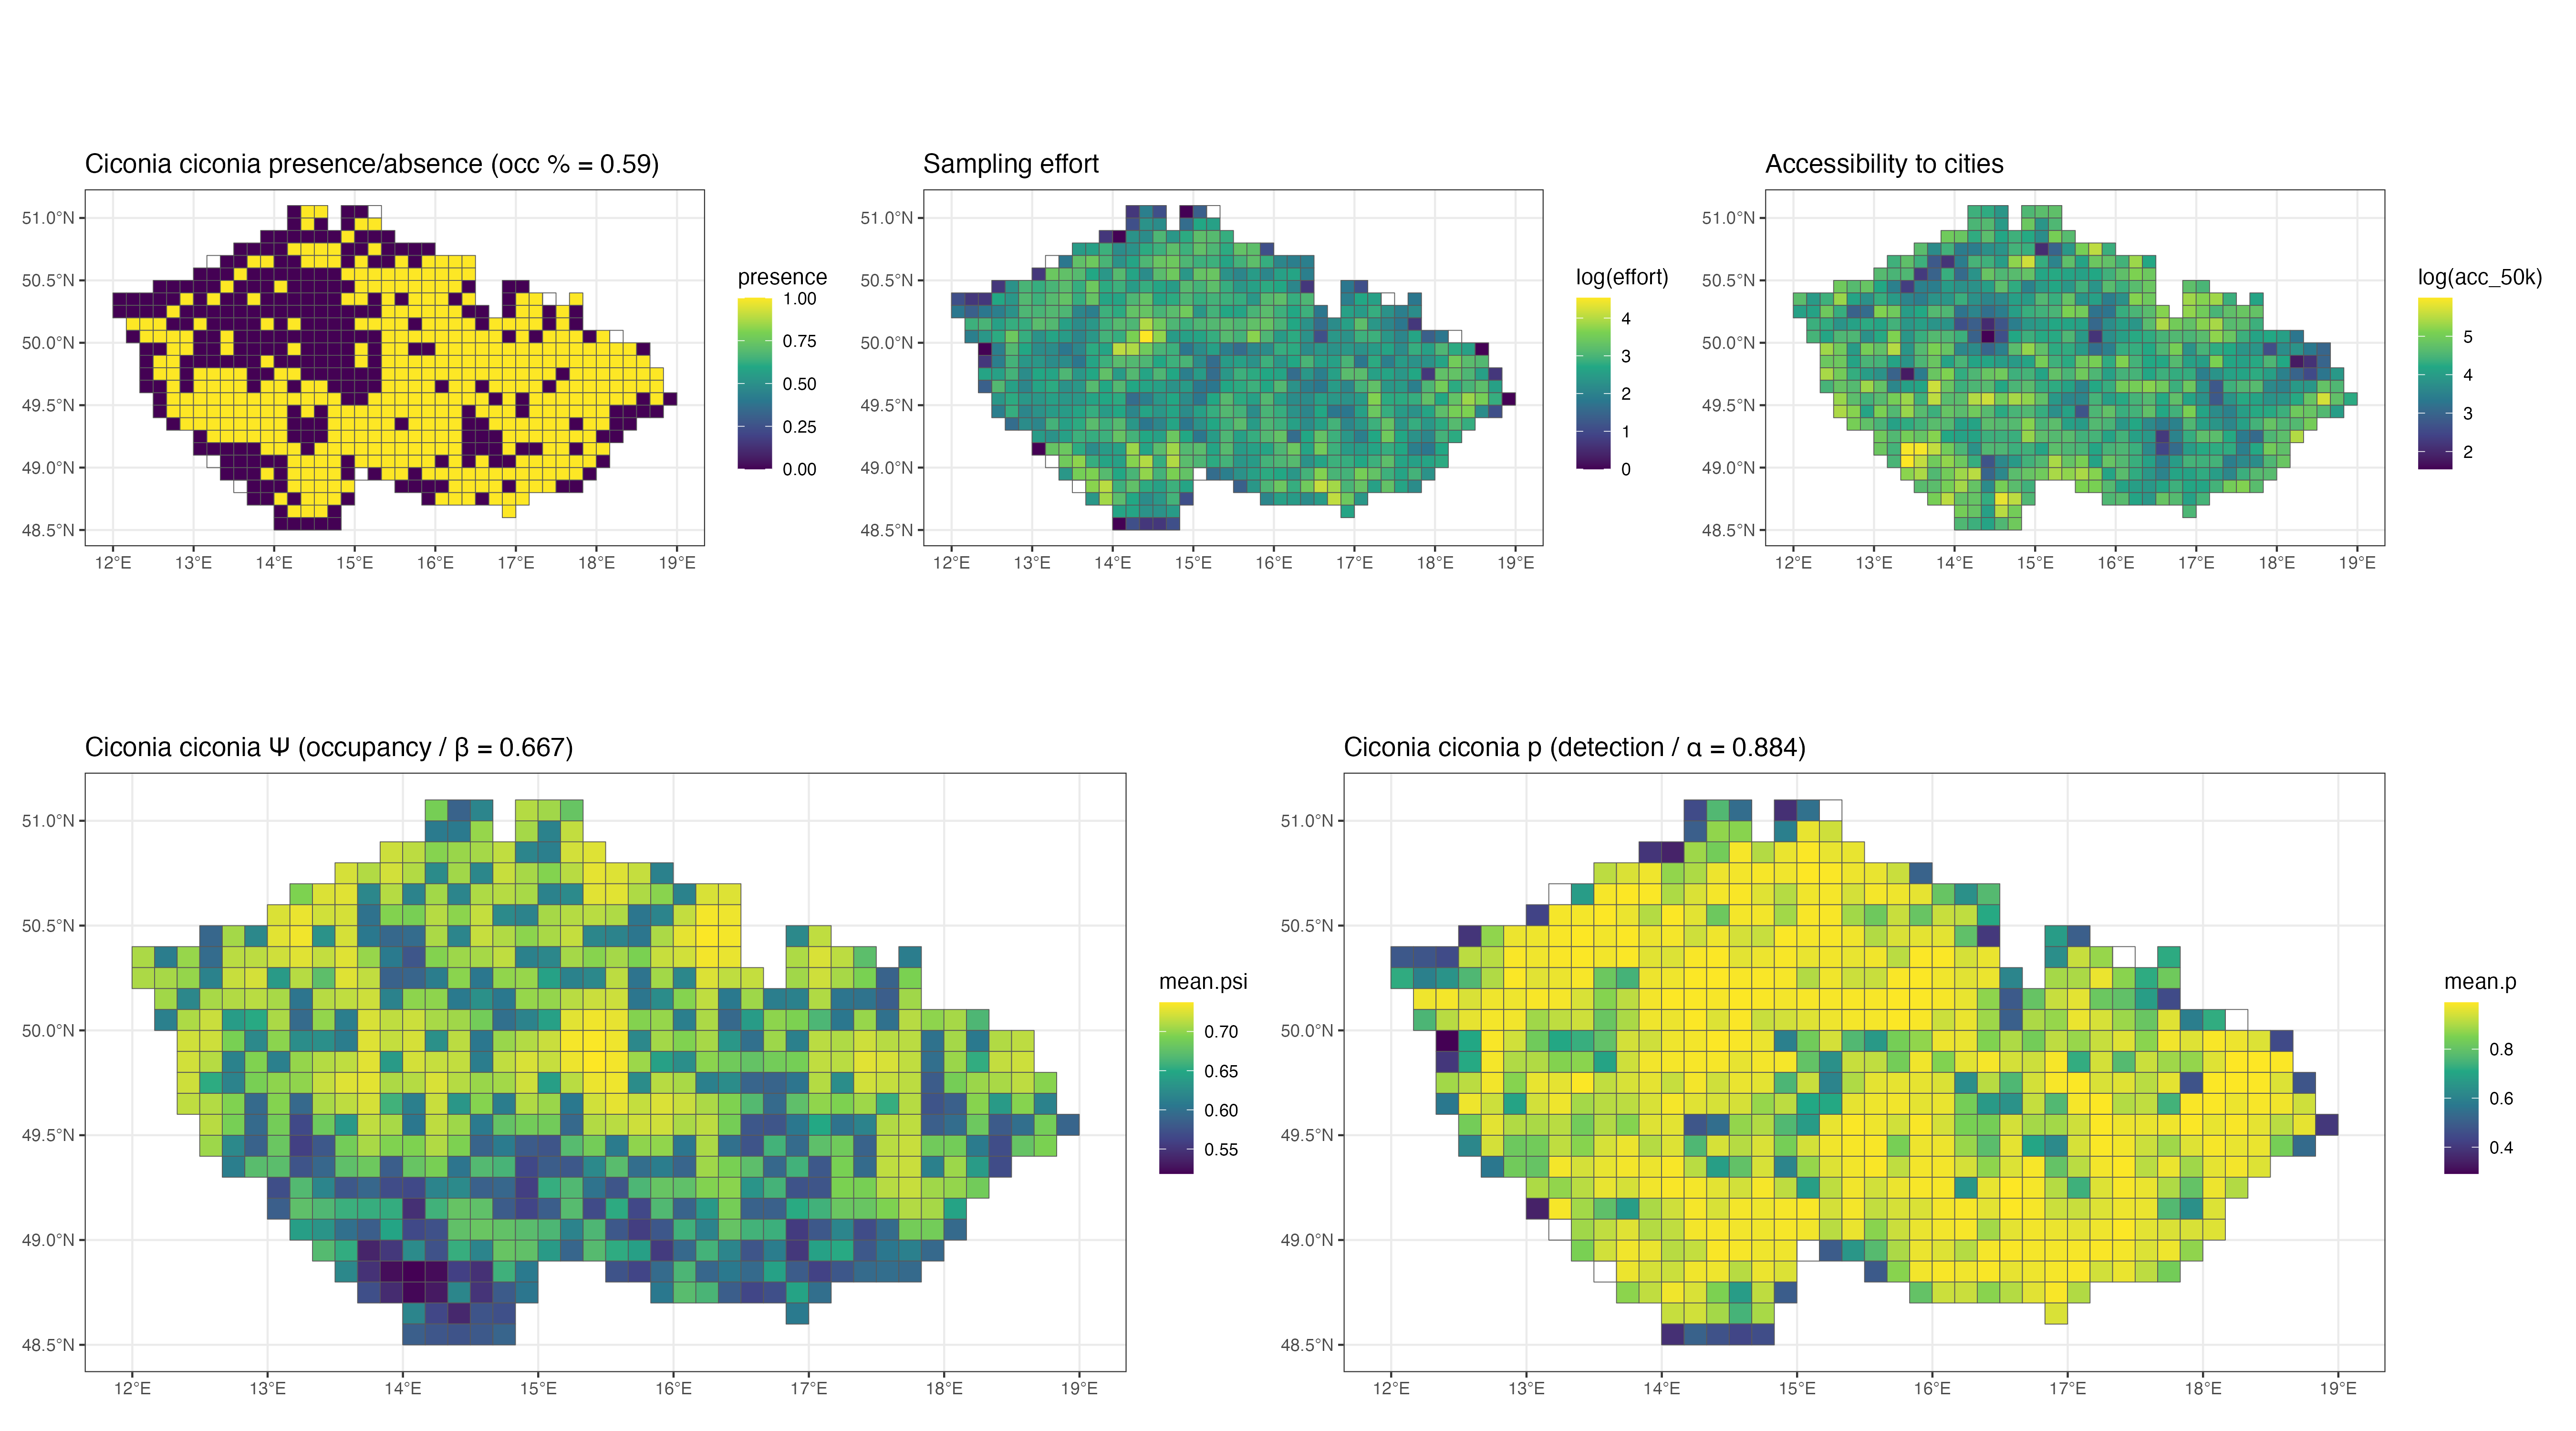 Ciconia ciconia presence/absence (occ % = 0.59)
51.0°N
50.5°N
50.0°N
49.5°N
49.0°N
48.5°N
12°E 13°E 14°E 15°E 16°E 17°E 18°E 19°E
presence
1.00
0.75
0.50
0.25
0.00
Sampling effort
51.0°N
50.5°N
50.0°N
49.5°N
49.0°N
48.5°N
12°E 13°E 14°E 15°E 16°E 17°E 18°E 19°E
log(effort)
4
3
2
1
0
Accessibility to cities
51.0°N
50.5°N
50.0°N
49.5°N
49.0°N
48.5°N
12°E 13°E 14°E 15°E 16°E 17°E 18°E 19°E
log(acc_50k)
5
4
3
2
Ciconia ciconia Ψ (occupancy / β = 0.667)
51.0°N
50.5°N
50.0°N
49.5°N
49.0°N
48.5°N
12°E 13°E 14°E 15°E 16°E 17°E 18°E 19°E
mean.psi
0.70
0.65
0.60
0.55
Ciconia ciconia p (detection / α = 0.884)
51.0°N
50.5°N
50.0°N
49.5°N
49.0°N
48.5°N
12°E 13°E 14°E 15°E 16°E 17°E 18°E 19°E
mean.p
0.8
0.6
0.4